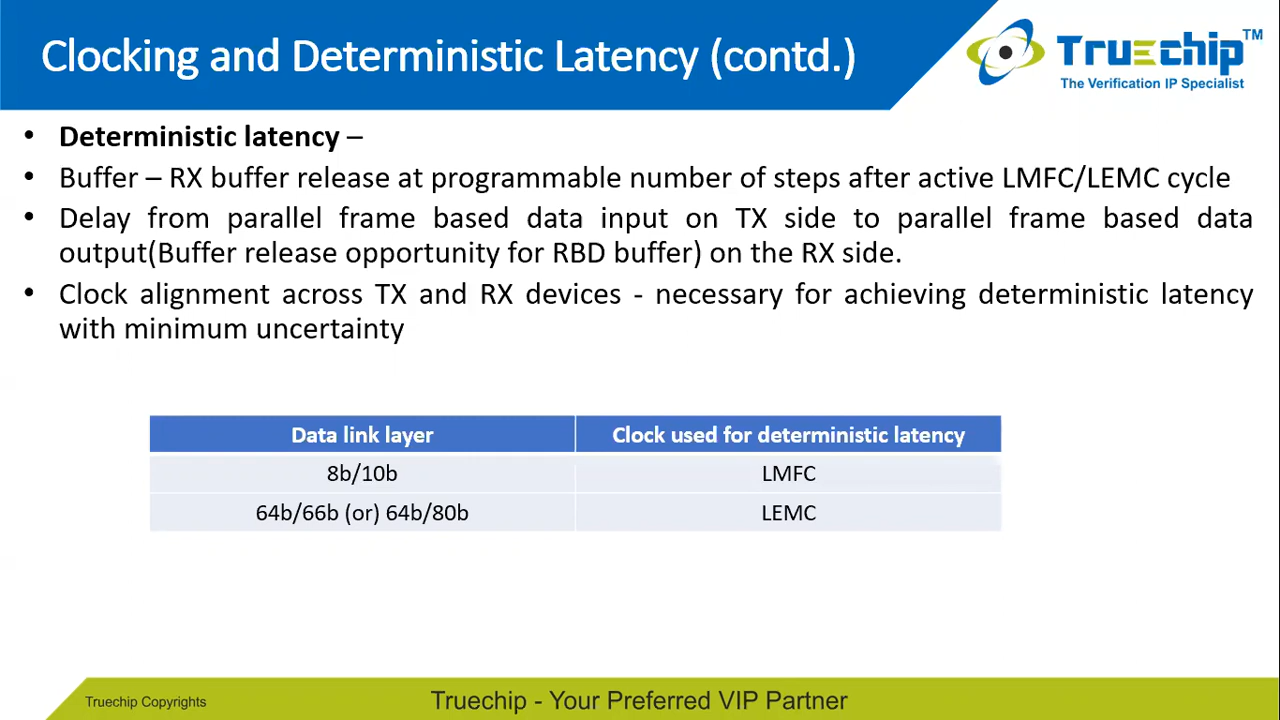 Clocking and Deterministic Latency (contd.)
Truechip™
The Verification IP Specialist
• Deterministic latency –
• Buffer – RX buffer release at programmable number of steps after active LMFC/LEMC cycle
• Delay from parallel frame based data input on TX side to parallel frame based data
output(Buffer release opportunity for RBD buffer) on the RX side.
• Clock alignment across TX and RX devices - necessary for achieving deterministic latency
with minimum uncertainty
Data link layer Clock used for deterministic latency
8b/10b LMFC
64b/66b (or) 64b/80b LEMC
Truechip Copyrights Truechip - Your Preferred VIP Partner